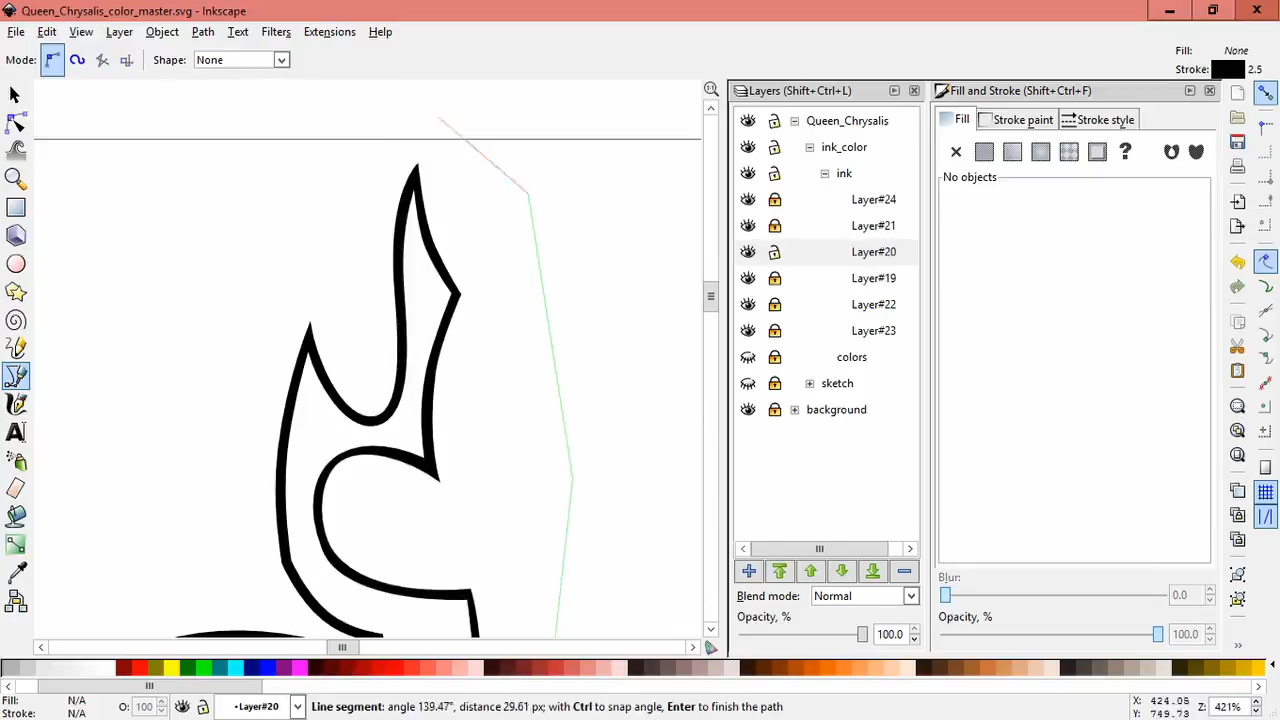 Queen_Chrysalis_color_master.svg - Inkscape
File Edit View Layer Object Path Filters Text Extensions Help
Mode: Shape: None
Fill: None
Stroke: 2.5
Layers (Shift+Ctrl+L)
Fill and Stroke (Shift+Ctrl+F)
Queen_Chrysalis
ink_color
ink
Layer#24
Layer#21
Layer#20
Layer#19
Layer#22
Layer#23
colors
sketch
background
Fill Stroke paint Stroke style
No objects
Blend mode: Normal
Opacity, %
100.0
Blur:
0.0
Opacity, %
100.0
Fill: N/A
Stroke: N/A
O: 100
•Layer#20
Line segment: angle 139.47°, distance 29.61 px; with Ctrl to snap angle, Enter to finish the path
X: 424.08
Y: 749.73
Z: 421%